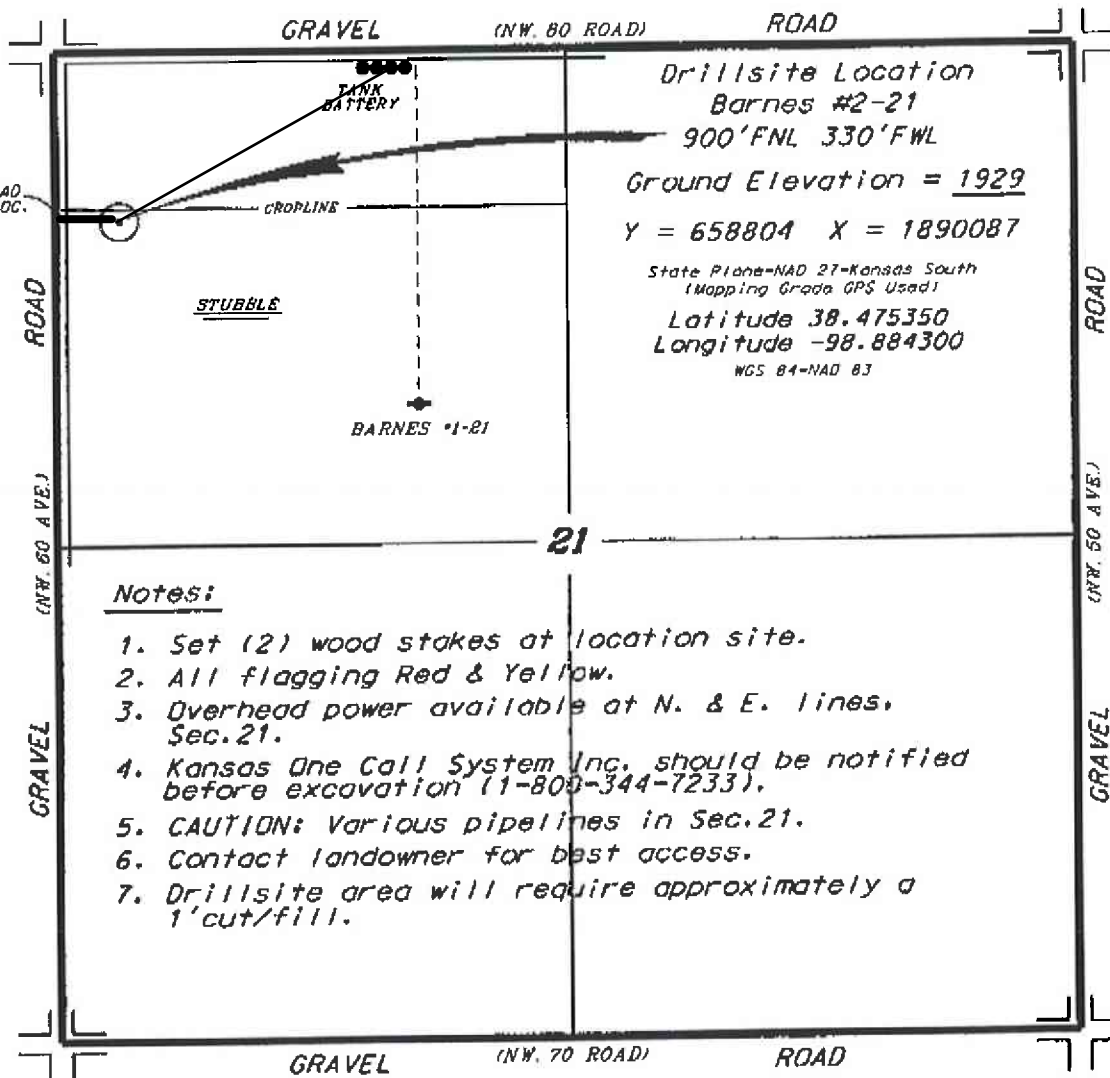 GRAVEL (NW. 80 ROAD) ROAD
TANK
BATTERY
Drillsite Location
Barnes #2-21
900'FNL 330'FWL
Ground Elevation = 1929
Y = 658804 X = 1890087
State Plane-NAD 27-Kansas South
(Mapping Grade GPS Used)
Latitude 38.475350
Longitude -98.884300
WGS 84-NAD 83
CROPLINE
STUBBLE
BARNES #1-21
ROAD
(NW. 60 AVE.)
GRAVEL
ROAD
(NW. 50 AVE.)
GRAVEL
21
Notes:
1. Set (2) wood stakes at location site.
2. All flagging Red & Yellow.
3. Overhead power available at N. & E. lines,
Sec.21.
4. Kansas One Call System Inc. should be notified
before excavation (1-800-344-7233).
5. CAUTION: Various pipelines in Sec.21.
6. Contact landowner for best access.
7. Drillsite area will require approximately a
1'cut/fill.
GRAVEL (NW. 70 ROAD) ROAD